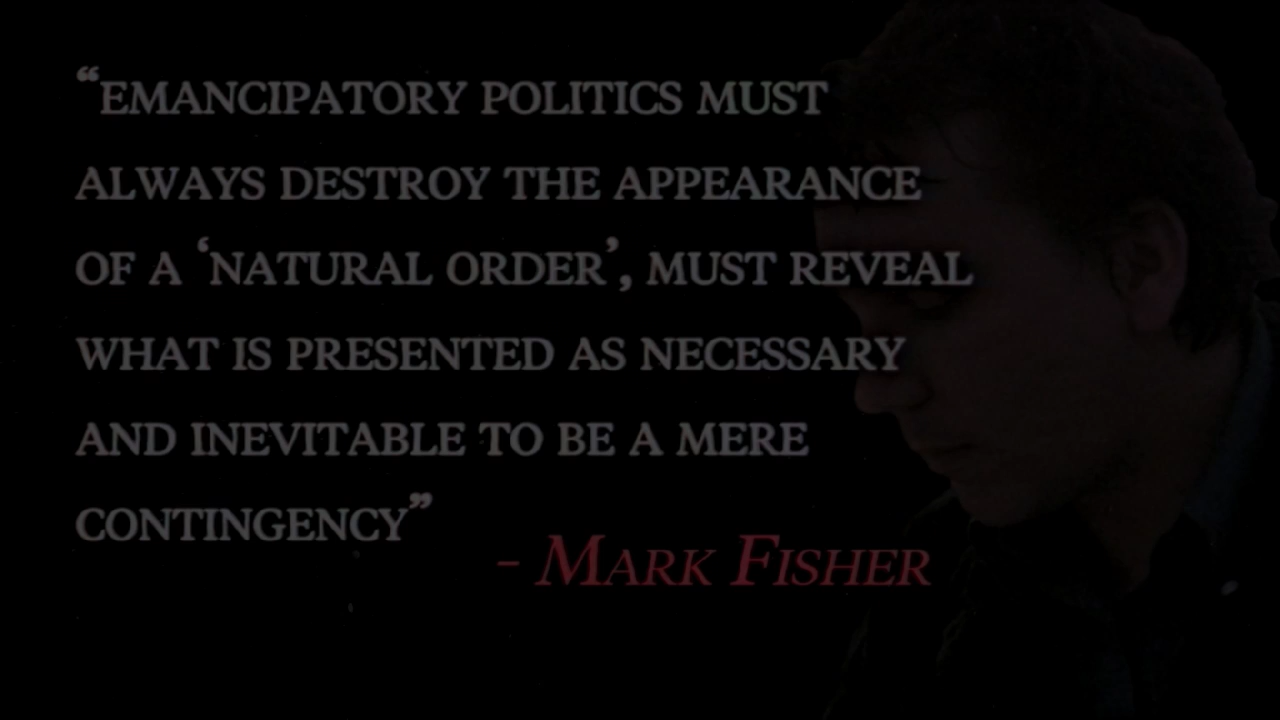 “EMANCIPATORY POLITICS MUST
ALWAYS DESTROY THE APPEARANCE
OF A ‘NATURAL ORDER’, MUST REVEAL
WHAT IS PRESENTED AS NECESSARY
AND INEVITABLE TO BE A MERE
CONTINGENCY”
- MARK FISHER